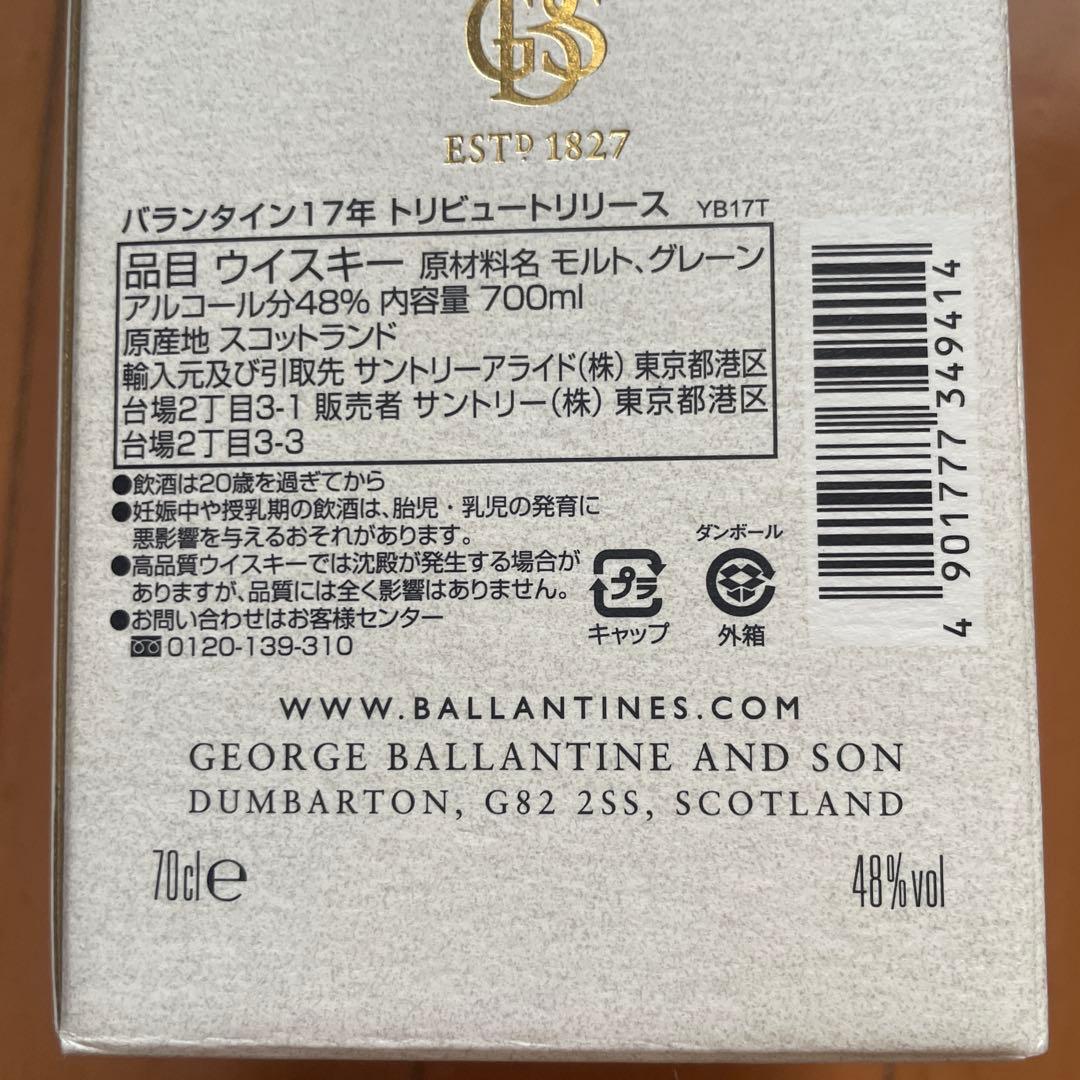 GBS
ESTD 1827
バランタイン17年 トリビュートリリース YB17T
品目 ウイスキー 原材料名 モルト、グレーン
アルコール分48% 内容量 700ml
原産地 スコットランド
輸入元及び引取先 サントリーアライド(株) 東京都港区
台場2丁目3-1 販売者 サントリー(株) 東京都港区
台場2丁目3-3
●飲酒は20歳を過ぎてから
●妊娠中や授乳期の飲酒は、胎児・乳児の発育に
悪影響を与えるおそれがあります。
●高品質ウイスキーでは沈殿が発生する場合が
ありますが、品質には全く影響はありません。
●お問い合わせはお客様センター
0120-139-310
プラ
キャップ
ダンボール
外箱
4 901777 349414
WWW.BALLANTINES.COM
GEORGE BALLANTINE AND SON
DUMBARTON, G82 2SS, SCOTLAND
70cl e
48%vol